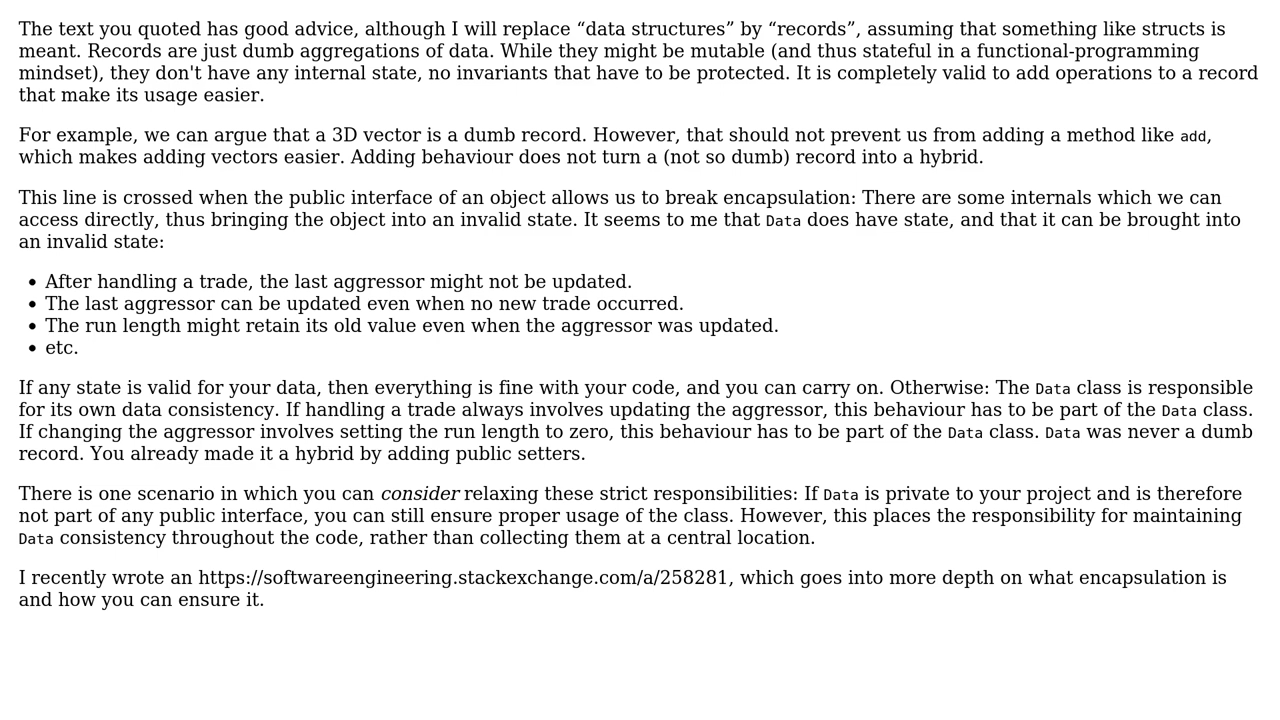 The text you quoted has good advice, although I will replace “data structures” by “records”, assuming that something like structs is
meant. Records are just dumb aggregations of data. While they might be mutable (and thus stateful in a functional-programming
mindset), they don't have any internal state, no invariants that have to be protected. It is completely valid to add operations to a record
that make its usage easier.
For example, we can argue that a 3D vector is a dumb record. However, that should not prevent us from adding a method like add,
which makes adding vectors easier. Adding behaviour does not turn a (not so dumb) record into a hybrid.
This line is crossed when the public interface of an object allows us to break encapsulation: There are some internals which we can
access directly, thus bringing the object into an invalid state. It seems to me that Data does have state, and that it can be brought into
an invalid state:
• After handling a trade, the last aggressor might not be updated.
• The last aggressor can be updated even when no new trade occurred.
• The run length might retain its old value even when the aggressor was updated.
• etc.
If any state is valid for your data, then everything is fine with your code, and you can carry on. Otherwise: The Data class is responsible
for its own data consistency. If handling a trade always involves updating the aggressor, this behaviour has to be part of the Data class.
If changing the aggressor involves setting the run length to zero, this behaviour has to be part of the Data class. Data was never a dumb
record. You already made it a hybrid by adding public setters.
There is one scenario in which you can consider relaxing these strict responsibilities: If Data is private to your project and is therefore
not part of any public interface, you can still ensure proper usage of the class. However, this places the responsibility for maintaining
Data consistency throughout the code, rather than collecting them at a central location.
I recently wrote an https://softwareengineering.stackexchange.com/a/258281, which goes into more depth on what encapsulation is
and how you can ensure it.